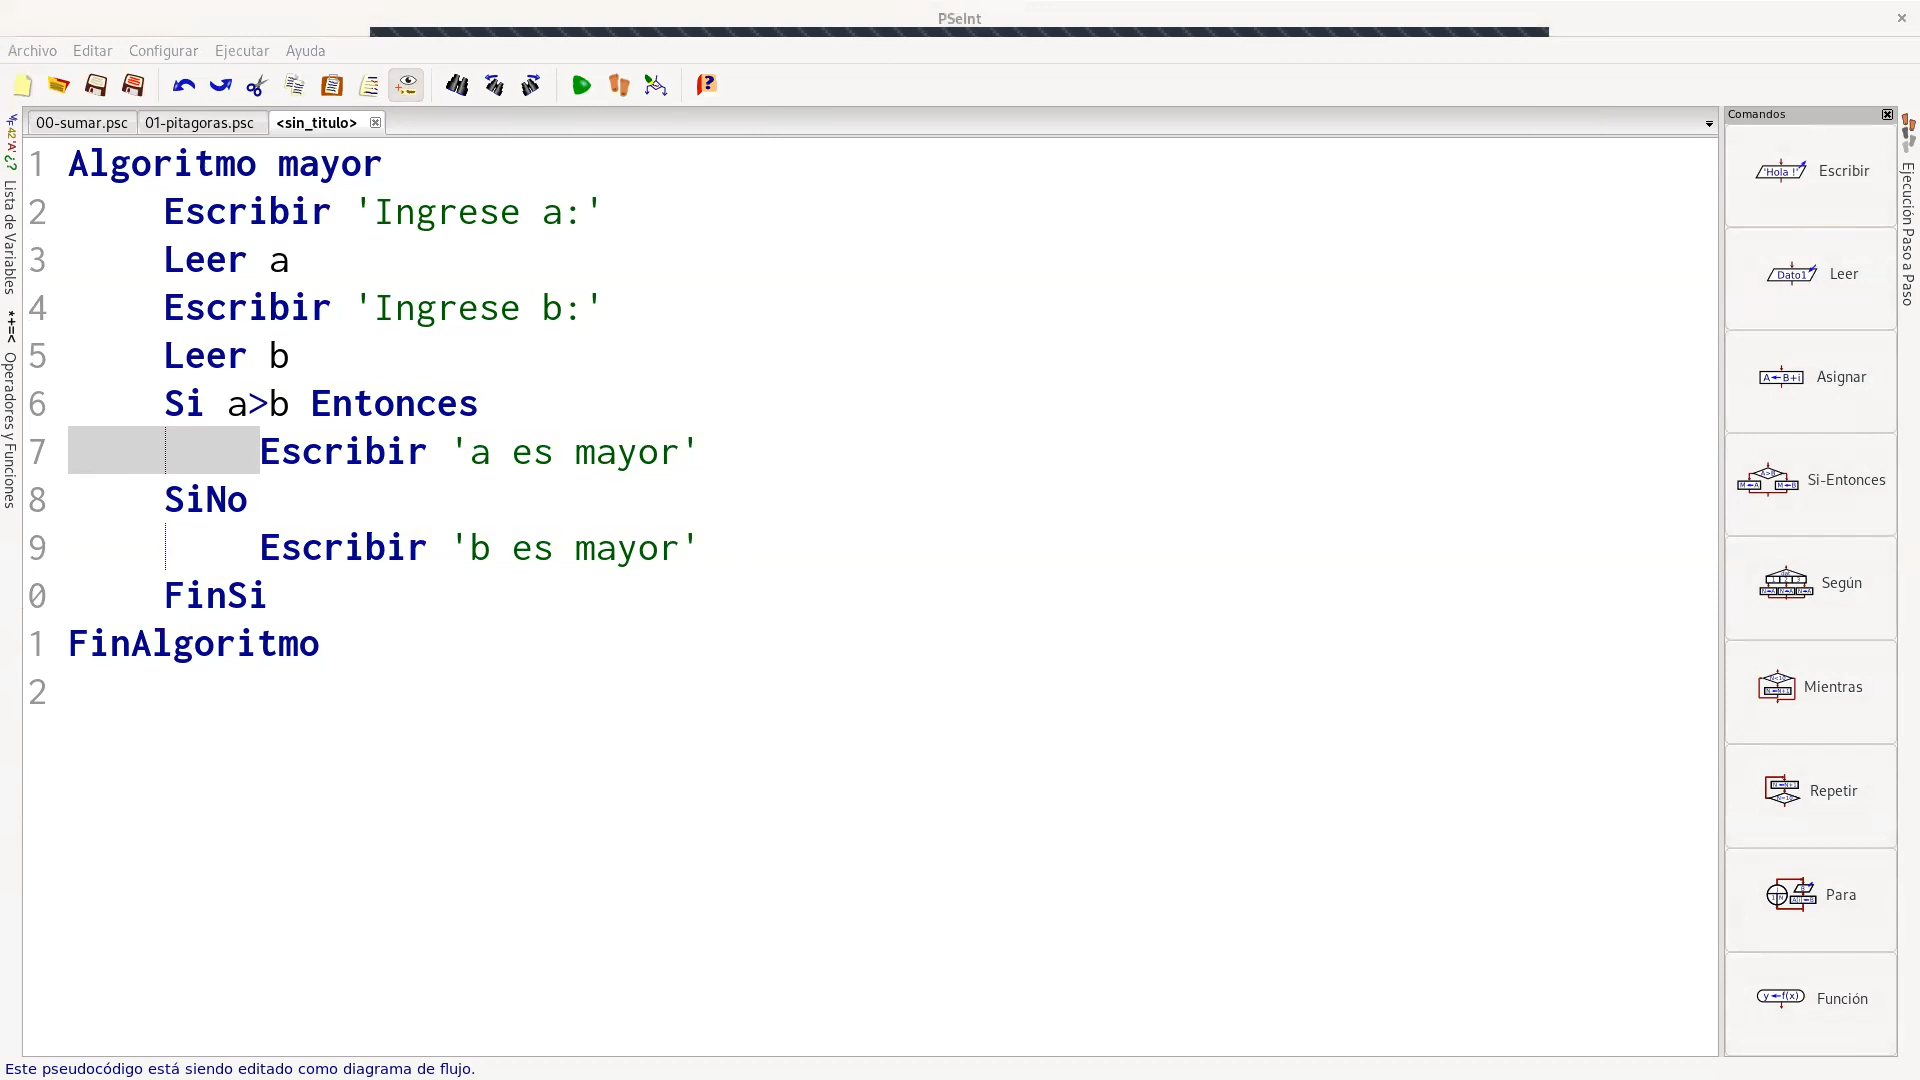 PSeInt
Archivo Editar Configurar Ejecutar Ayuda
00-sumar.psc 01-pitagoras.psc <sin_titulo>
Comandos
1 Algoritmo mayor
2 Escribir 'Ingrese a:'
3 Leer a
4 Escribir 'Ingrese b:'
5 Leer b
6 Si a>b Entonces
7 Escribir 'a es mayor'
8 SiNo
9 Escribir 'b es mayor'
0 FinSi
1 FinAlgoritmo
2
Lista de Variables
*+=< Operadores y Funciones
'Hola !' Escribir
Dato1 Leer
A←B+i Asignar
Si-Entonces
Según
Mientras
Repetir
Para
y←f(x) Función
Ejecución Paso a Paso
Este pseudocódigo está siendo editado como diagrama de flujo.